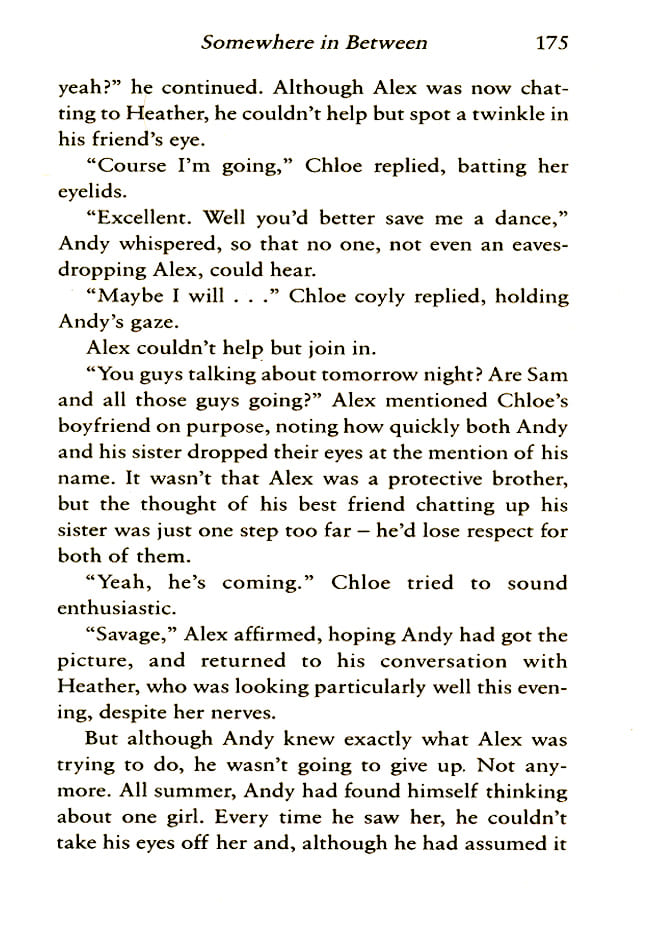 Somewhere in Between 175
yeah?” he continued. Although Alex was now chat-
ting to Heather, he couldn’t help but spot a twinkle in
his friend’s eye.
“Course I’m going,” Chloe replied, batting her
eyelids.
“Excellent. Well you’d better save me a dance,”
Andy whispered, so that no one, not even an eaves-
dropping Alex, could hear.
“Maybe I will . . .” Chloe coyly replied, holding
Andy’s gaze.
Alex couldn’t help but join in.
“You guys talking about tomorrow night? Are Sam
and all those guys going?” Alex mentioned Chloe’s
boyfriend on purpose, noting how quickly both Andy
and his sister dropped their eyes at the mention of his
name. It wasn’t that Alex was a protective brother,
but the thought of his best friend chatting up his
sister was just one step too far – he’d lose respect for
both of them.
“Yeah, he’s coming.” Chloe tried to sound
enthusiastic.
“Savage,” Alex affirmed, hoping Andy had got the
picture, and returned to his conversation with
Heather, who was looking particularly well this even-
ing, despite her nerves.
But although Andy knew exactly what Alex was
trying to do, he wasn’t going to give up. Not any-
more. All summer, Andy had found himself thinking
about one girl. Every time he saw her, he couldn’t
take his eyes off her and, although he had assumed it